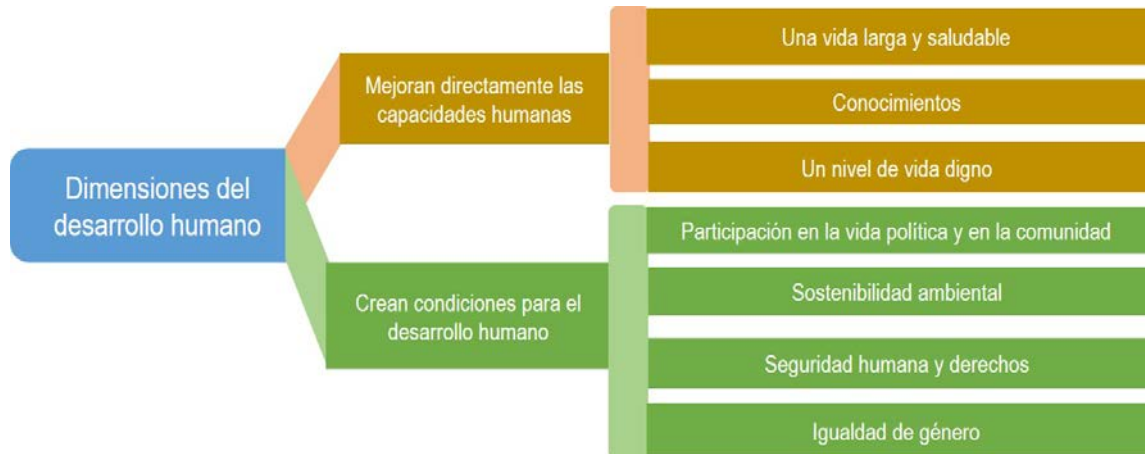 Dimensiones del
desarrollo humano
Mejoran directamente las
capacidades humanas
Una vida larga y saludable
Conocimientos
Un nivel de vida digno
Crean condiciones para el
desarrollo humano
Participación en la vida política y en la comunidad
Sostenibilidad ambiental
Seguridad humana y derechos
Igualdad de género